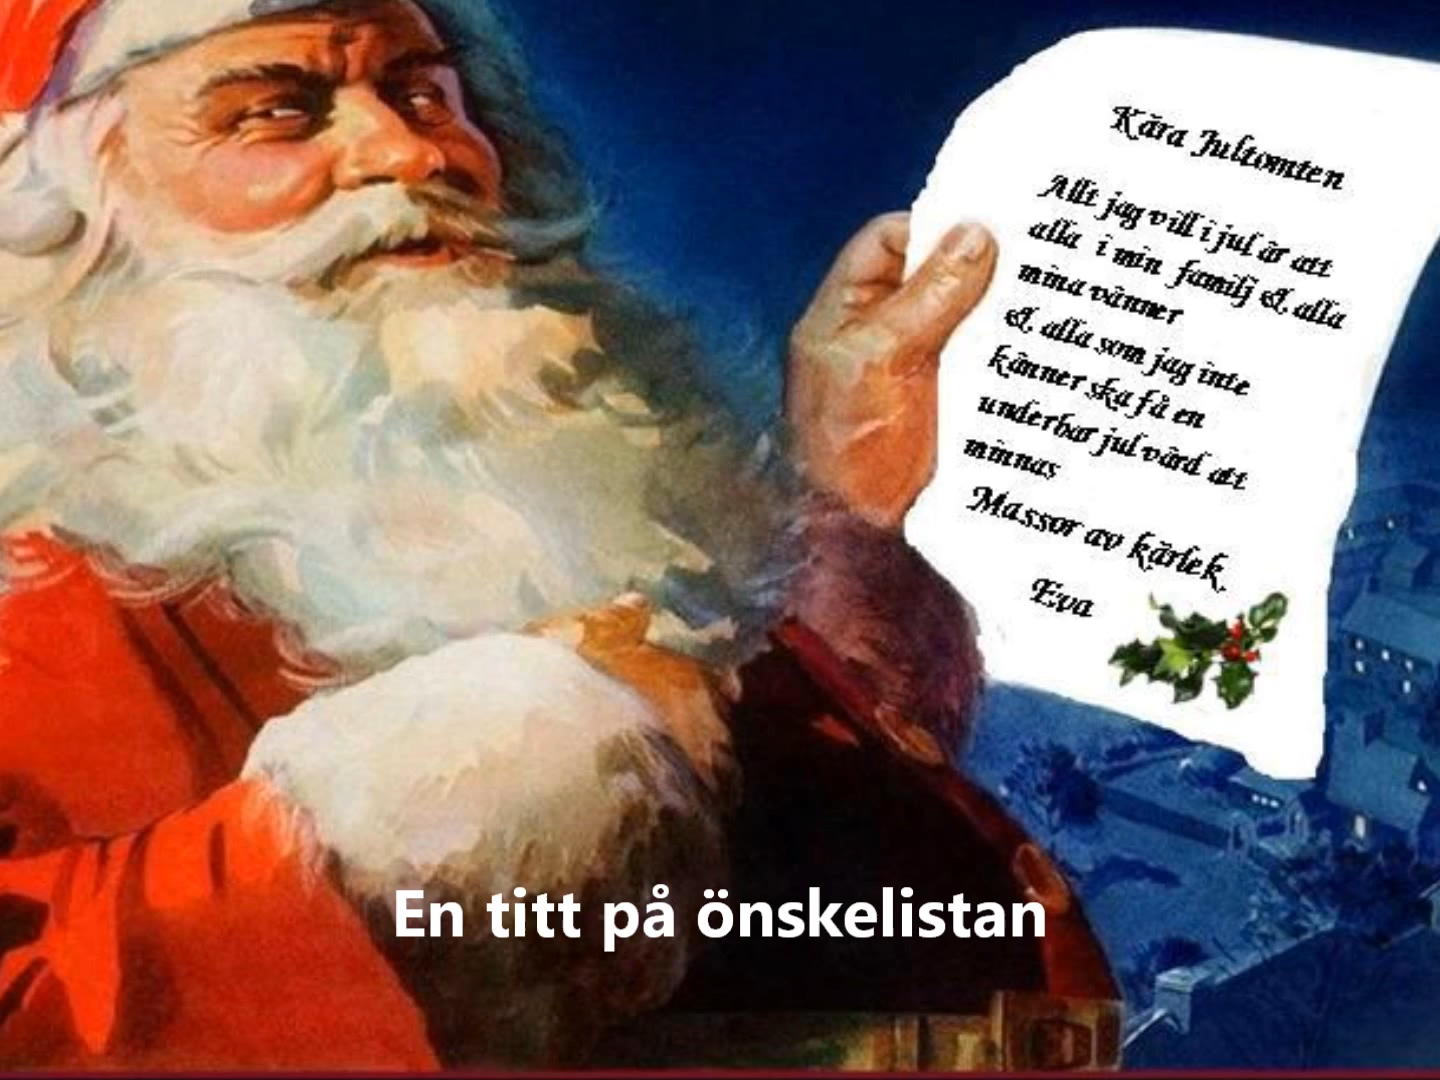 Kära Jultomten
Allt jag vill i jul är att
alla i min familj & alla
mina vänner
& alla som jag inte
känner ska få en
underbar jul värd att
minnas
Massor av kärlek,
Eva
En titt på önskelistan